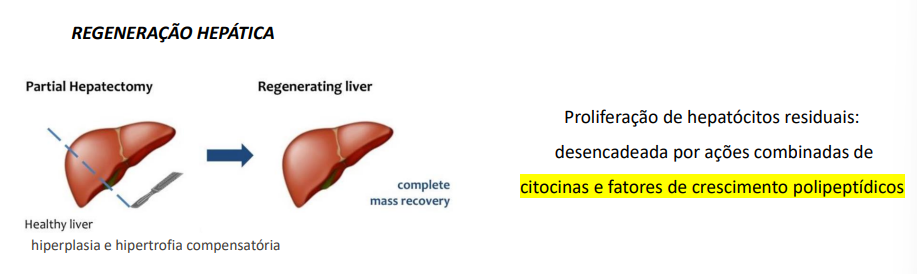 REGENERAÇÃO HEPÁTICA
Partial Hepatectomy
Regenerating liver
complete
mass recovery
Healthy liver
hiperplasia e hipertrofia compensatória
Proliferação de hepatócitos residuais:
desencadeada por ações combinadas de
citocinas e fatores de crescimento polipeptídicos